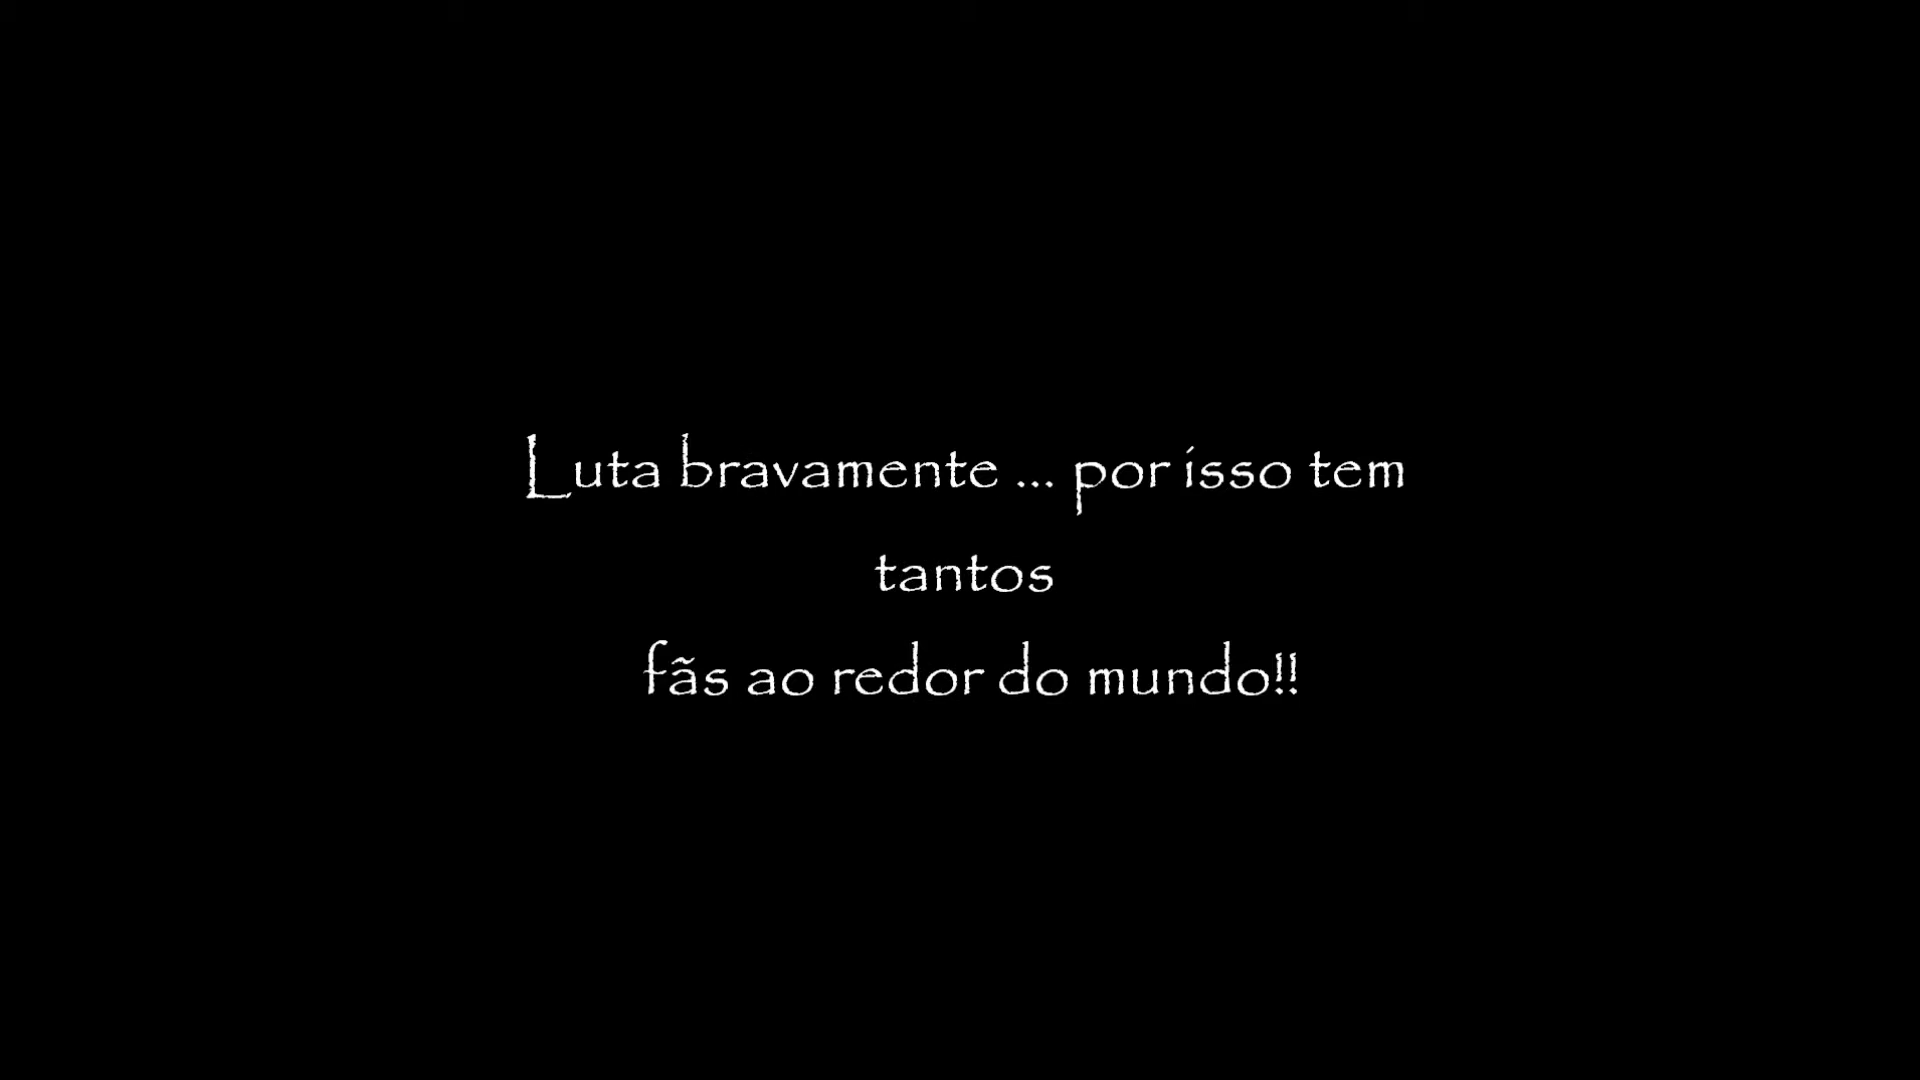 Luta bravamente ... por isso tem
tantos
fãs ao redor do mundo!!